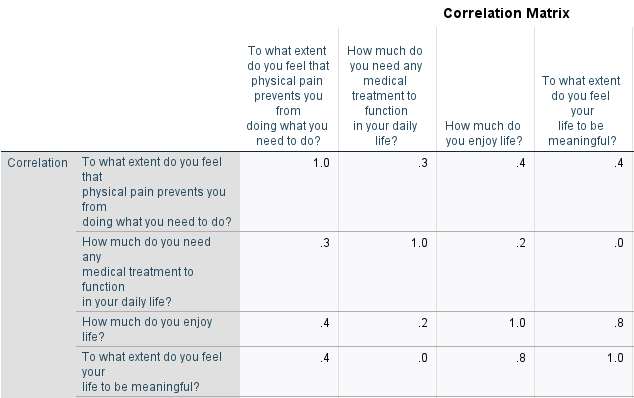 Correlation Matrix
To what extent
do you feel that
physical pain
prevents you
from
doing what you
need to do?
How much do
you need any
medical
treatment to
function
in your daily
life?
How much do
you enjoy life?
To what extent
do you feel
your
life to be
meaningful?
Correlation
To what extent do you feel
that
physical pain prevents you
from
doing what you need to do?
1.0 .3 .4 .4
How much do you need
any
medical treatment to
function
in your daily life?
.3 1.0 .2 .0
How much do you enjoy
life?
.4 .2 1.0 .8
To what extent do you feel
your
life to be meaningful?
.4 .0 .8 1.0